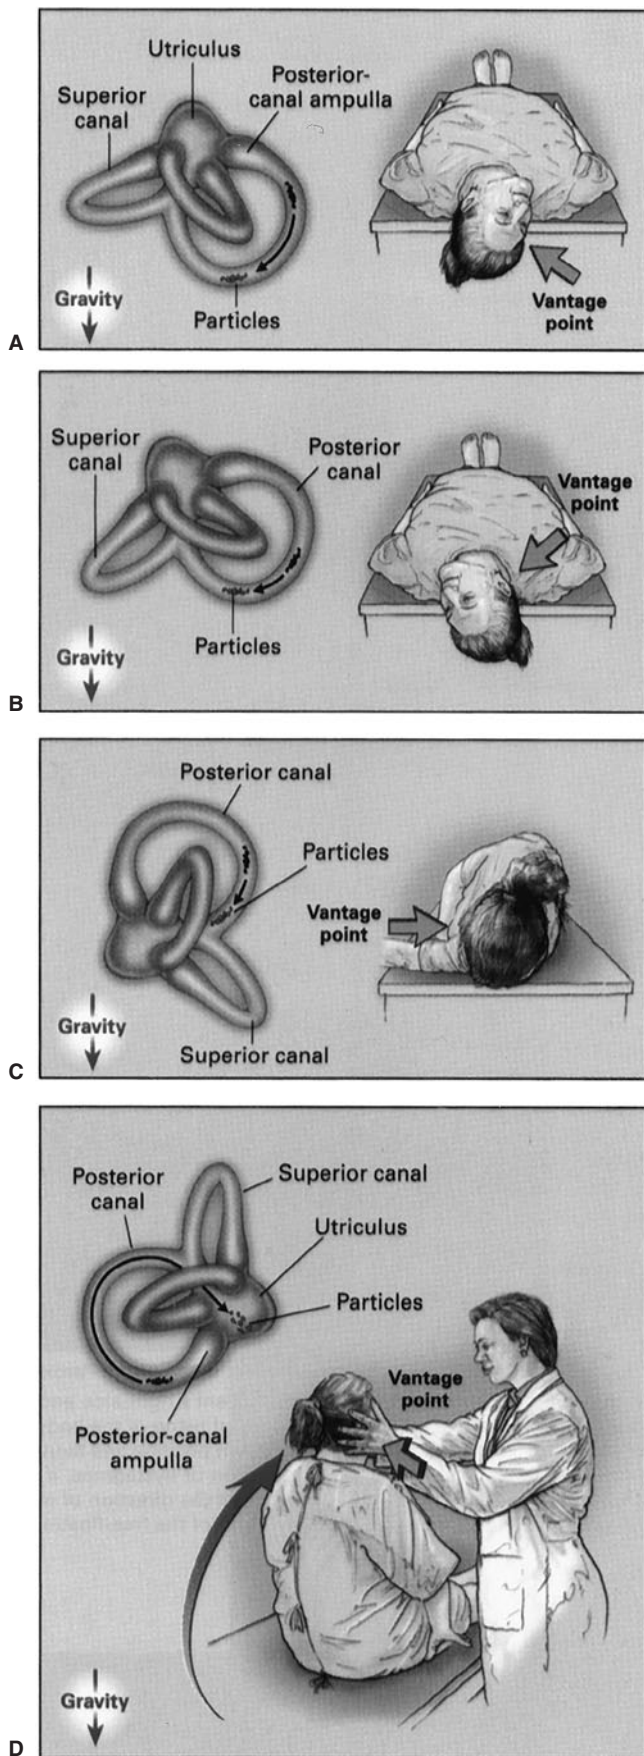 Utriculus
Posterior-
canal ampulla
Superior
canal
Gravity
Particles
Vantage
point
A
Superior
canal
Posterior
canal
Vantage
point
Particles
Gravity
B
Posterior canal
Particles
Vantage
point
Gravity
Superior canal
C
Posterior
canal
Superior canal
Utriculus
Particles
Vantage
point
Posterior-canal
ampulla
Gravity
D